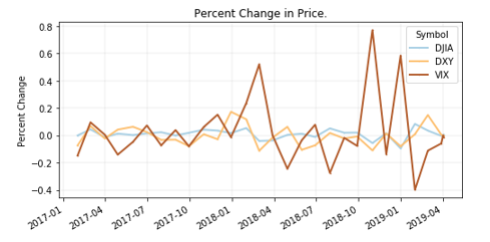 Percent Change in Price.
Percent Change
0.8
0.6
0.4
0.2
0.0
−0.2
−0.4
Symbol
DJIA
DXY
VIX
2017-01
2017-04
2017-07
2017-10
2018-01
2018-04
2018-07
2018-10
2019-01
2019-04